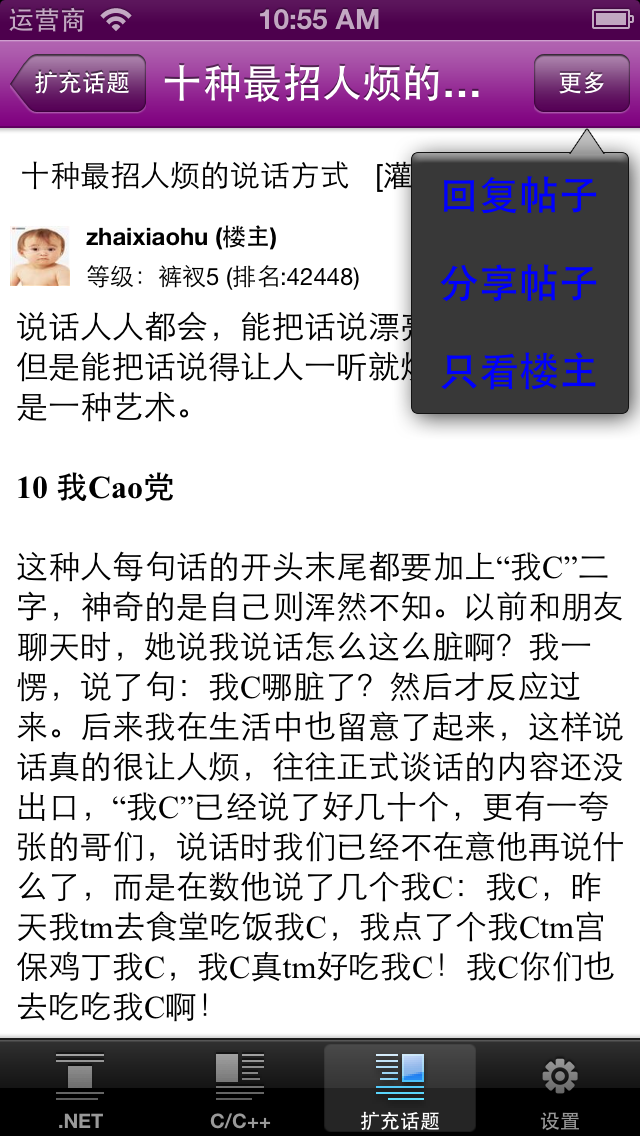 运营商 10:55 AM
扩充话题 十种最招人烦的... 更多
十种最招人烦的说话方式 [灌
回复帖子
分享帖子
只看楼主
zhaixiaohu (楼主)
等级：裤衩5 (排名:42448)
说话人人都会，能把话说漂亮
但是能把话说得让人一听就烦
是一种艺术。
10 我Cao党
这种人每句话的开头末尾都要加上“我C”二
字，神奇的是自己则浑然不知。以前和朋友
聊天时，她说我说话怎么这么脏啊？我一
愣，说了句：我C哪脏了？然后才反应过
来。后来我在生活中也留意了起来，这样说
话真的很让人烦，往往正式谈话的内容还没
出口，“我C”已经说了好几十个，更有一夸
张的哥们，说话时我们已经不在意他再说什
么了，而是在数他说了几个我C：我C，昨
天我tm去食堂吃饭我C，我点了个我Ctm宫
保鸡丁我C，我C真tm好吃我C！我C你们也
去吃吃我C啊！
.NET C/C++ 扩充话题 设置